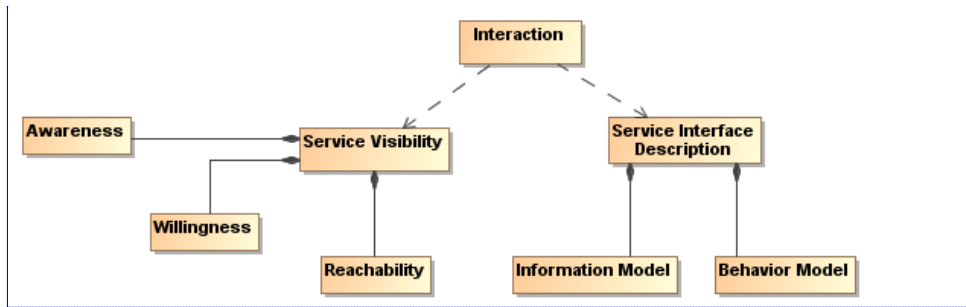 Interaction
Awareness
Service Visibility
Service Interface
Description
Willingness
Reachability
Information Model
Behavior Model